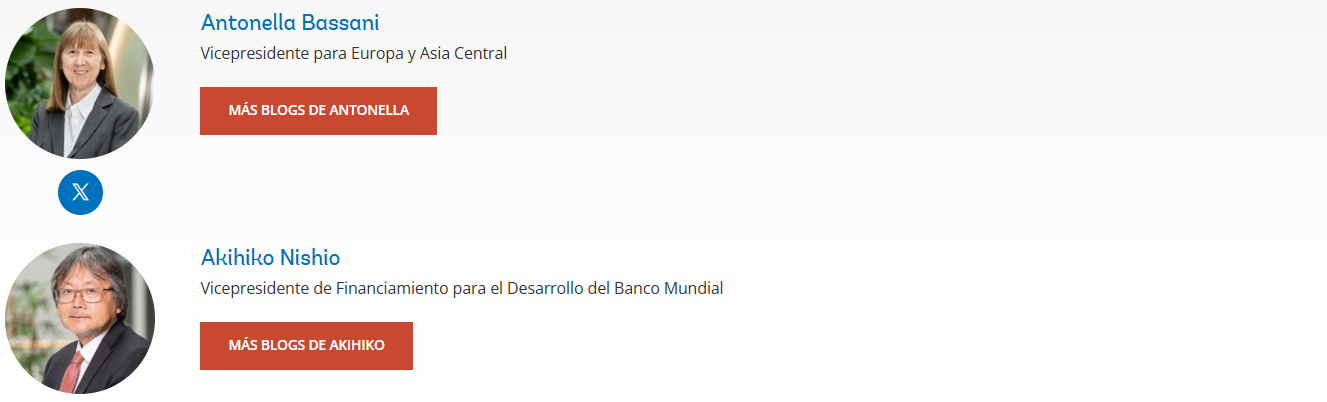 Antonella Bassani
Vicepresidente para Europa y Asia Central
MÁS BLOGS DE ANTONELLA
Akihiko Nishio
Vicepresidente de Financiamiento para el Desarrollo del Banco Mundial
MÁS BLOGS DE AKIHIKO